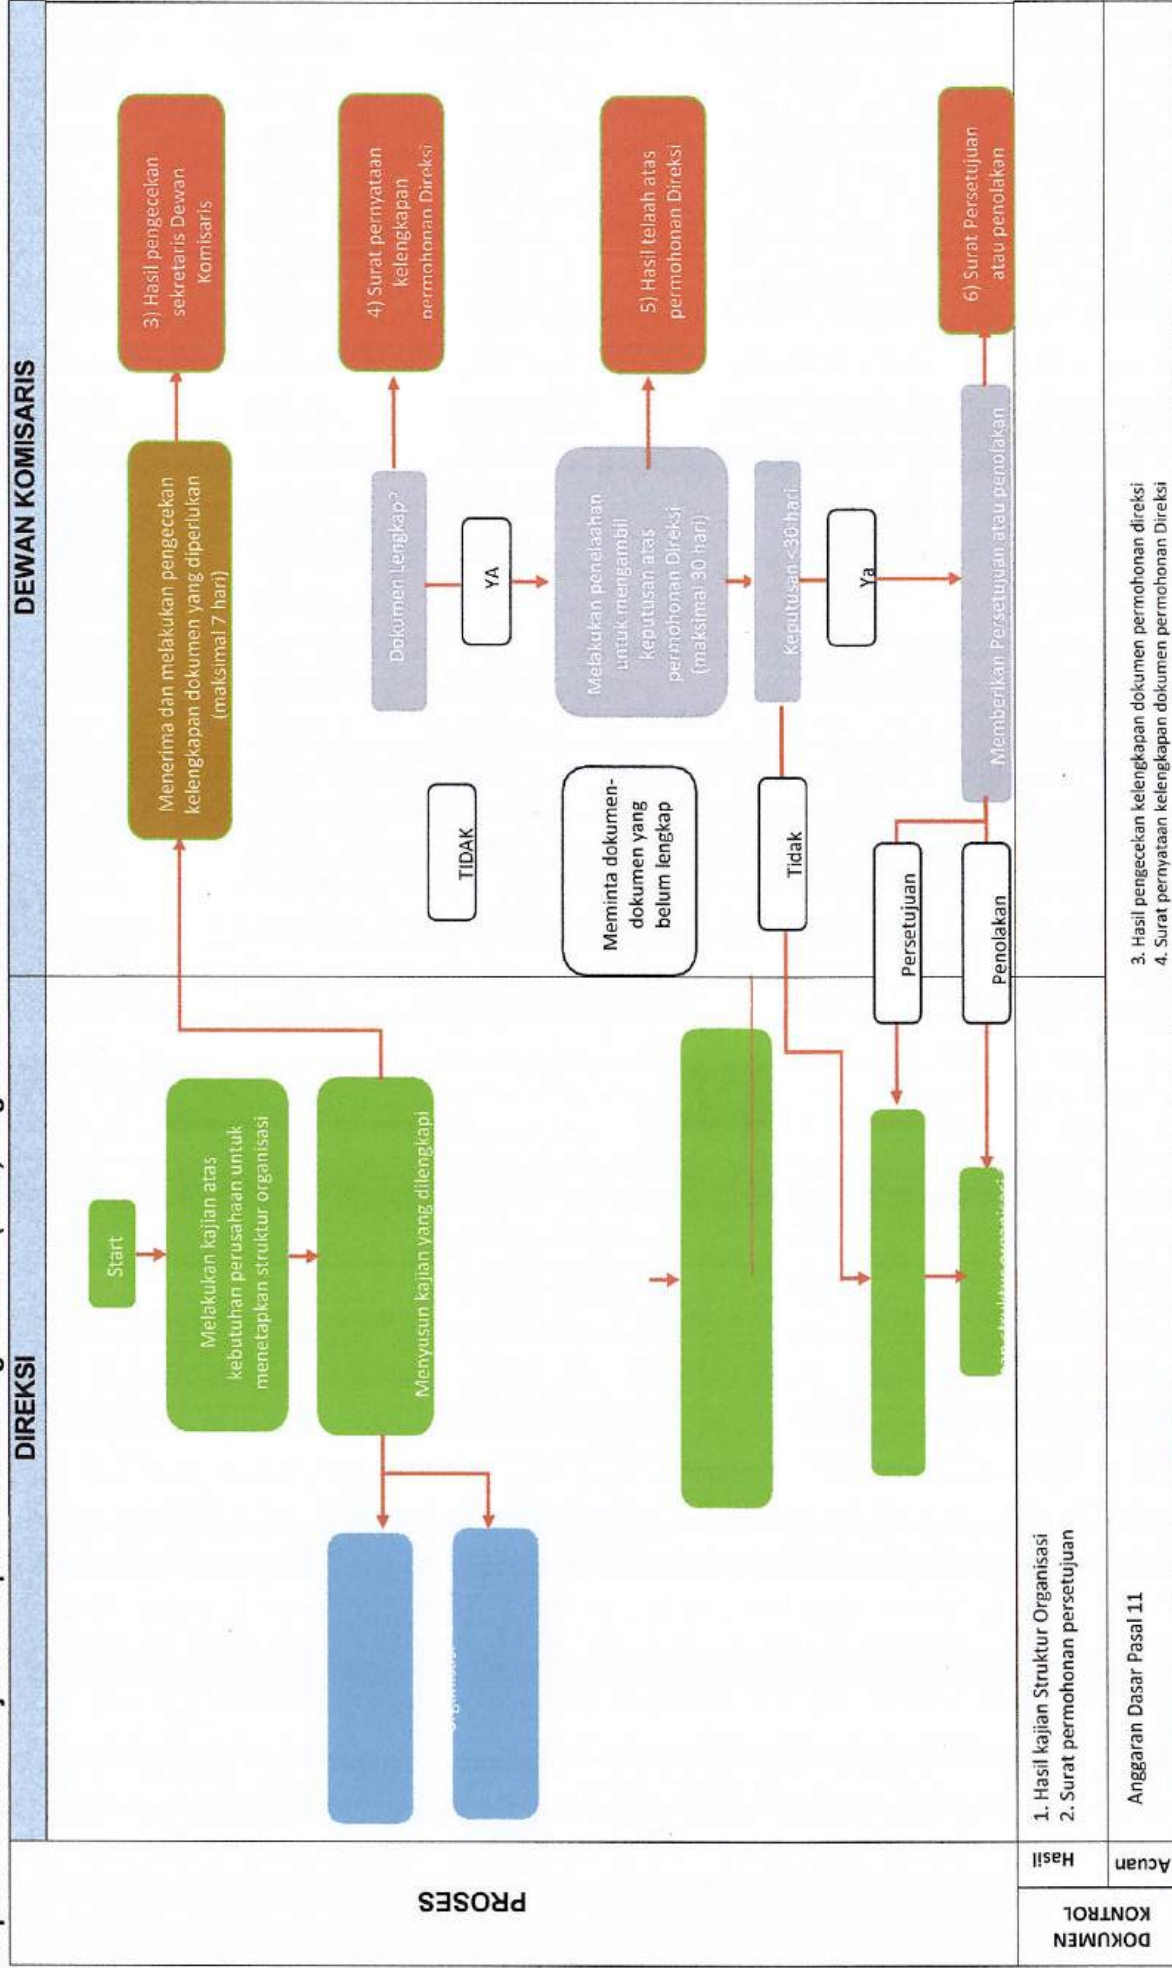 DIREKSI
DEWAN KOMISARIS
PROSES
Start
Melakukan kajian atas
kebutuhan perusahaan untuk
menetapkan struktur organisasi
Menyusun kajian yang dilengkapi
Menerima dan melakukan pengecekan
kelengkapan dokumen yang diperlukan
(maksimal 7 hari)
3) Hasil pengecekan
sekretaris Dewan
Komisaris
Dokumen Lengkap?
4) Surat pernyataan
kelengkapan
permohonan Direksi
TIDAK
YA
Meminta dokumen-
dokumen yang
belum lengkap
Melakukan penelaahan
untuk mengambil
keputusan atas
permohonan Direksi
(maksimal 30 hari)
5) Hasil telaah atas
permohonan Direksi
Keputusan <30 hari
Tidak
Ya
Persetujuan
Penolakan
Memberikan Persetujuan atau penolakan
6) Surat Persetujuan
atau penolakan
DOKUMEN
KONTROL
Hasil
1. Hasil kajian Struktur Organisasi
2. Surat permohonan persetujuan
Acuan
Anggaran Dasar Pasal 11
3. Hasil pengecekan kelengkapan dokumen permohonan direksi
4. Surat pernyataan kelengkapan dokumen permohonan Direksi